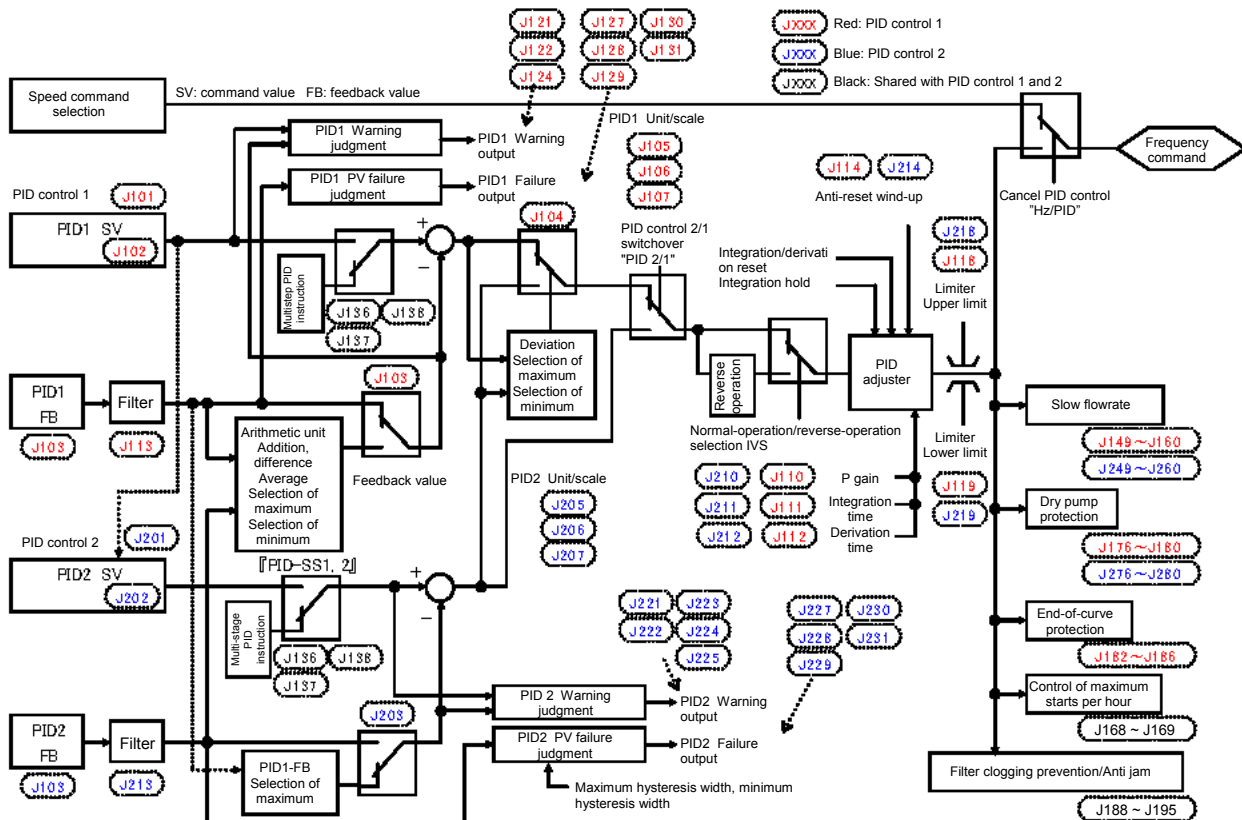 J121
J122
J124
J127
J128
J129
J130
J131
JXXX Red: PID control 1
JXXX Blue: PID control 2
JXXX Black: Shared with PID control 1 and 2
Speed command
selection
SV: command value FB: feedback value
PID1 Warning
judgment
PID1 Warning
output
PID1 Unit/scale
J105
J106
J107
PID1 PV failure
judgment
PID1 Failure
output
J114
J214
Anti-reset wind-up
Cancel PID control
"Hz/PID"
Frequency
command
PID control 1
J101
PID1 SV
J102
+
−
J104
PID control 2/1
switchover
"PID 2/1"
Integration/derivati
on reset
Integration hold
J218
J118
Limiter
Upper limit
Multistep PID
instruction
J136
J138
J137
Deviation
Selection of
maximum
Selection of
minimum
Reverse
operation
PID
adjuster
PID1
FB
J103
Filter
J113
J103
Arithmetic unit
Addition,
difference
Average
Selection of
maximum
Selection of
minimum
Feedback value
Normal-operation/reverse-operation
selection IVS
Limiter
Lower limit
J119
J219
Slow flowrate
J149～J160
J249～J260
PID2 Unit/scale
J205
J206
J207
J210
J211
J212
J110
J111
J112
P gain
Integration
time
Derivation
time
Dry pump
protection
J176～J180
J276～J280
PID control 2
J201
PID2 SV
J202
『PID-SS1, 2』
Multi-stage
PID
instruction
J136
J138
J137
+
−
J221
J222
J223
J224
J225
J227
J228
J229
J230
J231
End-of-curve
protection
J182～J186
PID 2 Warning
judgment
PID2 Warning
output
Control of maximum
starts per hour
J168 ~ J169
PID2
FB
J103
Filter
J213
J203
PID1-FB
Selection of
maximum
PID2 PV failure
judgment
PID2 Failure
output
Maximum hysteresis width, minimum
hysteresis width
Filter clogging prevention/Anti jam
J188 ~ J195